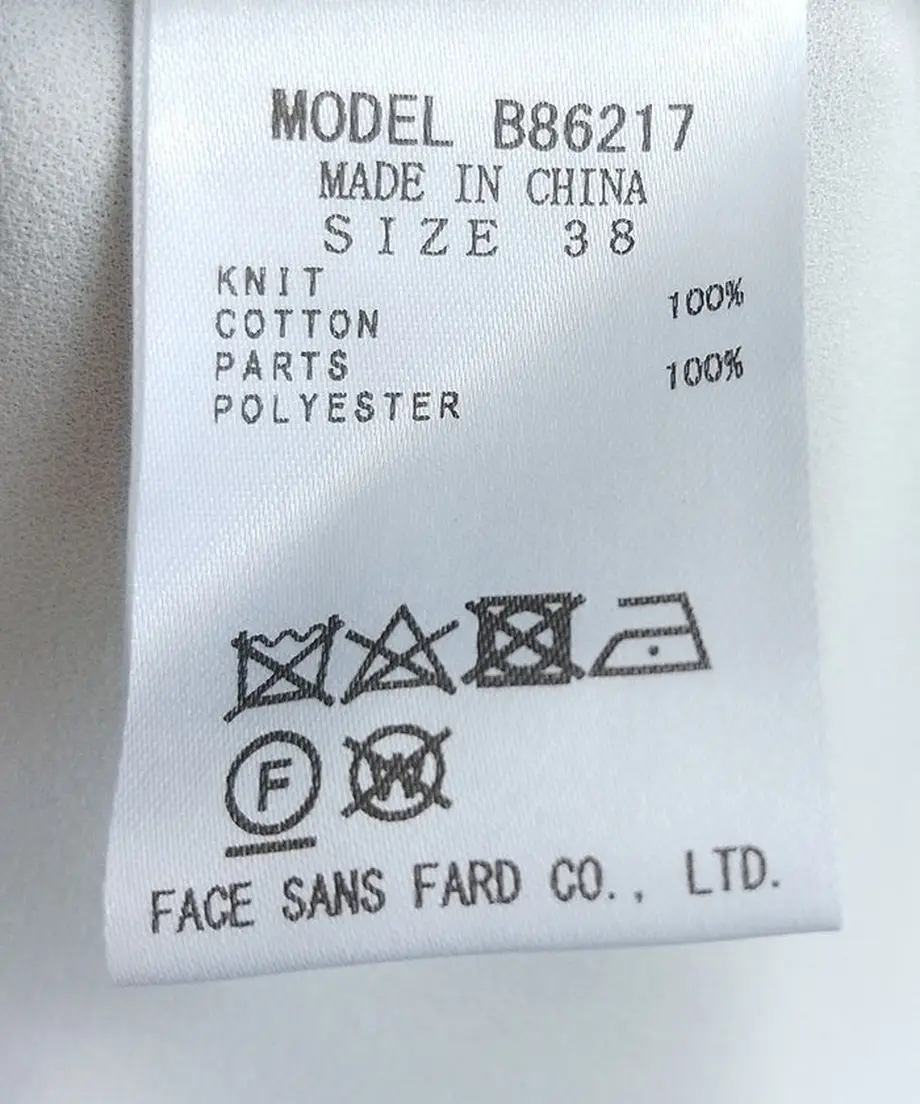 MODEL B86217
MADE IN CHINA
SIZE 38
KNIT
COTTON 100%
PARTS
POLYESTER 100%
F W
FACE SANS FARD CO., LTD.